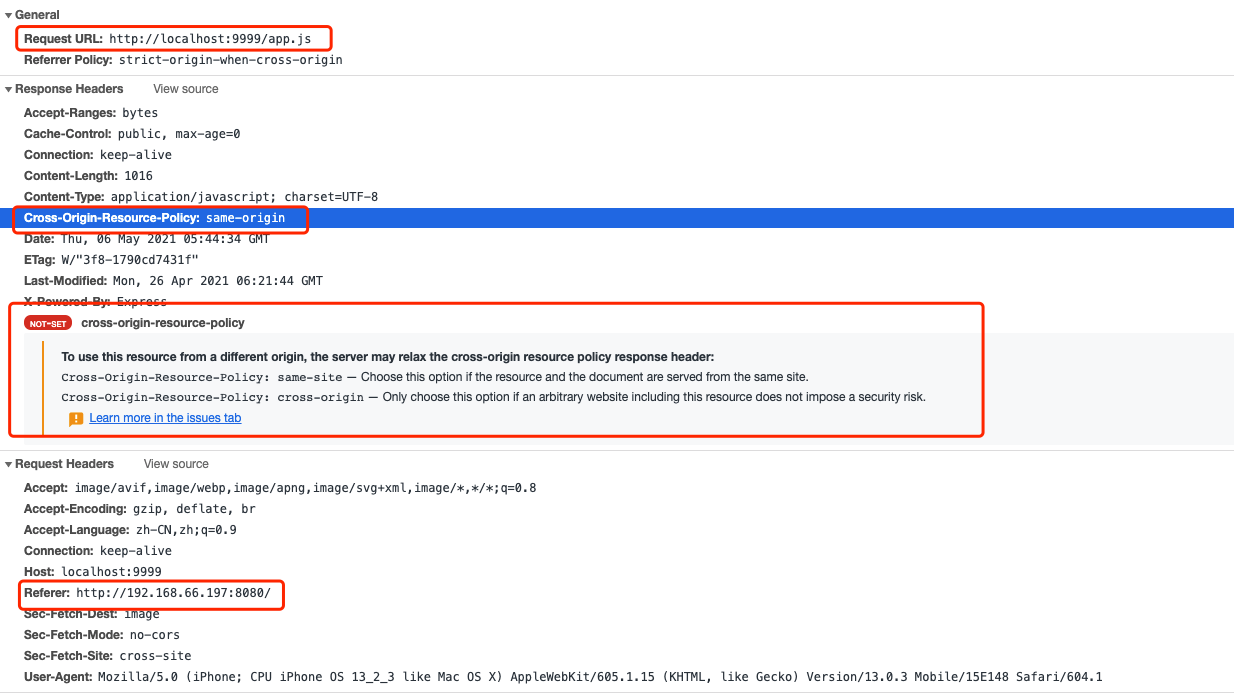 General
Request URL: http://localhost:9999/app.js
Referrer Policy: strict-origin-when-cross-origin
Response Headers View source
Accept-Ranges: bytes
Cache-Control: public, max-age=0
Connection: keep-alive
Content-Length: 1016
Content-Type: application/javascript; charset=UTF-8
Cross-Origin-Resource-Policy: same-origin
Date: Thu, 06 May 2021 05:44:34 GMT
ETag: W/"3f8-1790cd7431f"
Last-Modified: Mon, 26 Apr 2021 06:21:44 GMT
X-Powered-By: Express
NOT-SET cross-origin-resource-policy
To use this resource from a different origin, the server may relax the cross-origin resource policy response header:
Cross-Origin-Resource-Policy: same-site — Choose this option if the resource and the document are served from the same site.
Cross-Origin-Resource-Policy: cross-origin — Only choose this option if an arbitrary website including this resource does not impose a security risk.
Learn more in the issues tab
Request Headers View source
Accept: image/avif,image/webp,image/apng,image/svg+xml,image/*,*/*;q=0.8
Accept-Encoding: gzip, deflate, br
Accept-Language: zh-CN,zh;q=0.9
Connection: keep-alive
Host: localhost:9999
Referer: http://192.168.66.197:8080/
Sec-Fetch-Dest: image
Sec-Fetch-Mode: no-cors
Sec-Fetch-Site: cross-site
User-Agent: Mozilla/5.0 (iPhone; CPU iPhone OS 13_2_3 like Mac OS X) AppleWebKit/605.1.15 (KHTML, like Gecko) Version/13.0.3 Mobile/15E148 Safari/604.1